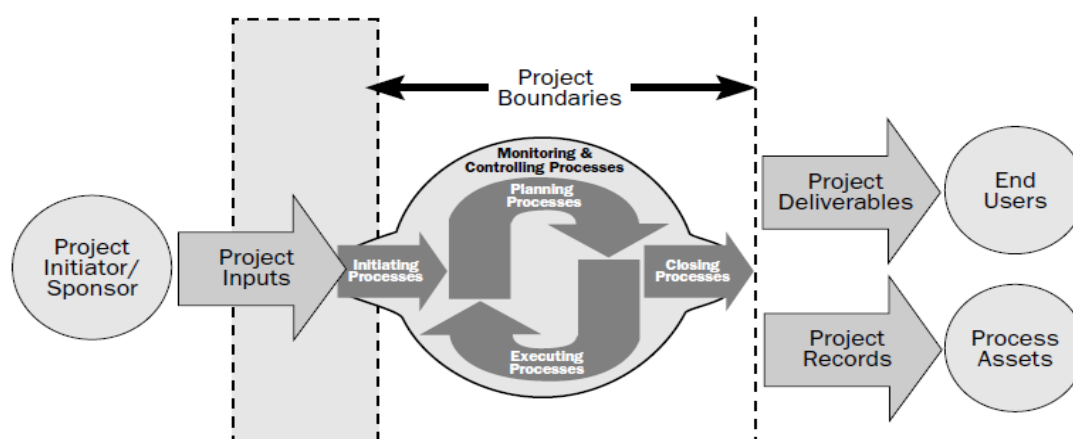 Project
Boundaries
Monitoring &
Controlling Processes
Planning
Processes
Project
Initiator/
Sponsor
Project
Inputs
Initiating
Processes
Closing
Processes
Executing
Processes
Project
Deliverables
End
Users
Project
Records
Process
Assets